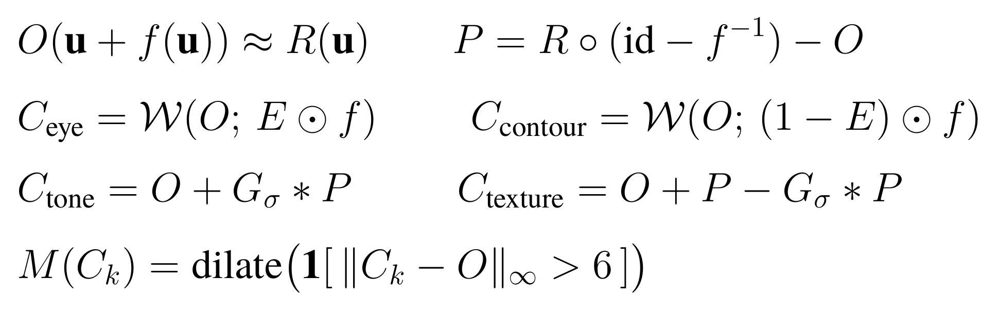 O(𝐮 + f(𝐮)) ≈ R(𝐮) P = R ∘ (id − f⁻¹) − O
C_eye = 𝒲(O; E ⊙ f) C_contour = 𝒲(O; (1 − E) ⊙ f)
C_tone = O + G_σ ∗ P C_texture = O + P − G_σ ∗ P
M(C_k) = dilate(𝟏[ ‖C_k − O‖_∞ > 6 ])